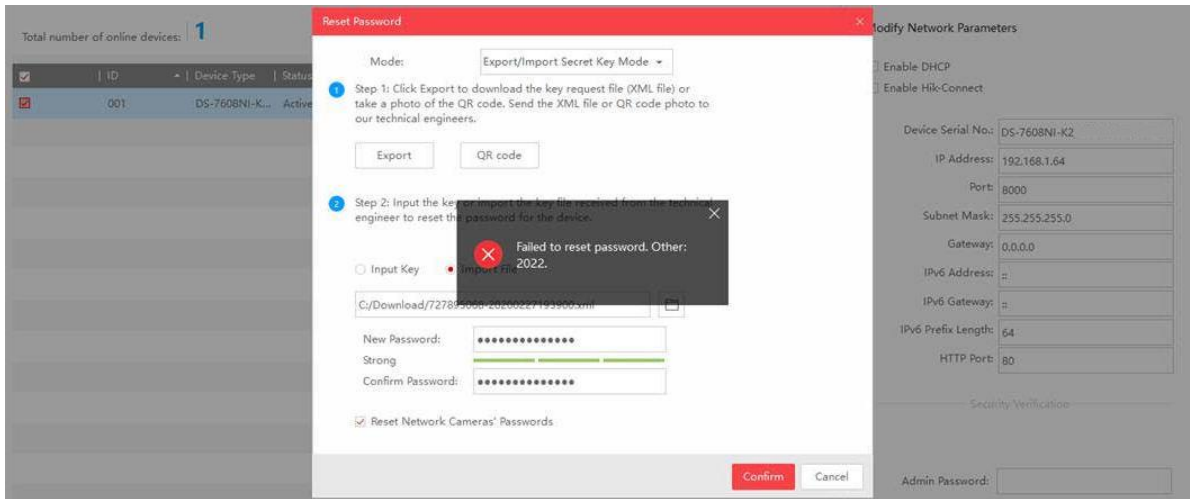 Total number of online devices: 1
ID
Device Type
Status
001
DS-7608NI-K...
Active
Reset Password
Mode: Export/Import Secret Key Mode
1 Step 1: Click Export to download the key request file (XML file) or
take a photo of the QR code. Send the XML file or QR code photo to
our technical engineers.
Export
QR code
2 Step 2: Input the key or import the key file received from the technical
engineer to reset the password for the device.
Failed to reset password. Other:
2022.
Input Key
Import File
C:/Download/727895068-20200227193900.xml
New Password:
Strong
Confirm Password:
Reset Network Cameras' Passwords
Confirm
Cancel
Modify Network Parameters
Enable DHCP
Enable Hik-Connect
Device Serial No.: DS-7608NI-K2
IP Address: 192.168.1.64
Port: 8000
Subnet Mask: 255.255.255.0
Gateway: 0.0.0.0
IPv6 Address: ::
IPv6 Gateway: ::
IPv6 Prefix Length: 64
HTTP Port: 80
Security Verification
Admin Password: